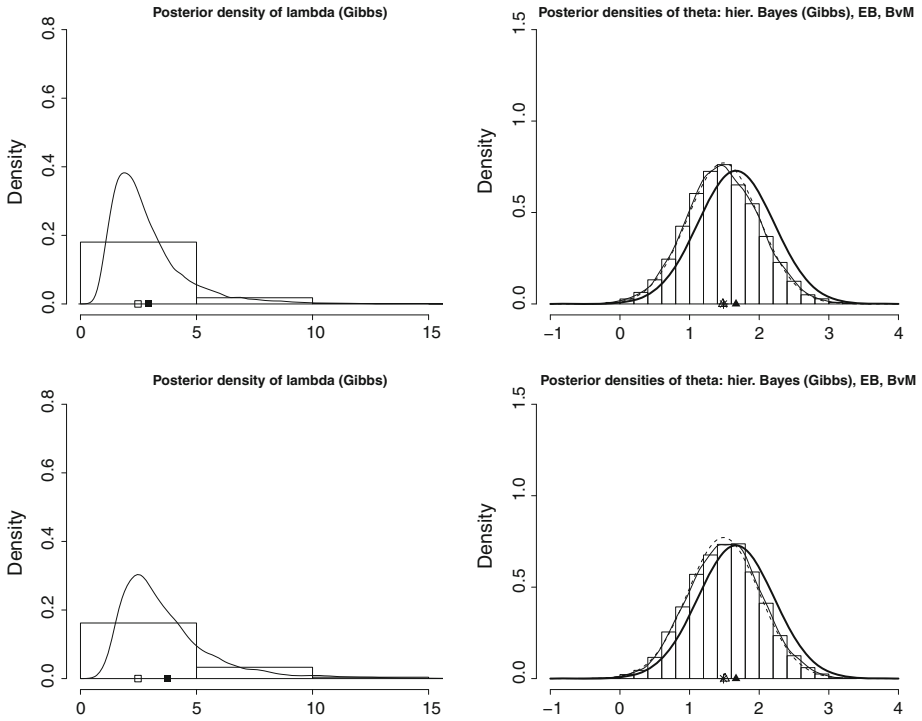 Posterior density of lambda (Gibbs)
Density
0.0 0.2 0.4 0.6 0.8
0 5 10 15
Posterior densities of theta: hier. Bayes (Gibbs), EB, BvM
Density
0.0 0.5 1.0 1.5
−1 0 1 2 3 4
Posterior density of lambda (Gibbs)
Density
0.0 0.2 0.4 0.6 0.8
0 5 10 15
Posterior densities of theta: hier. Bayes (Gibbs), EB, BvM
Density
0.0 0.5 1.0 1.5
−1 0 1 2 3 4